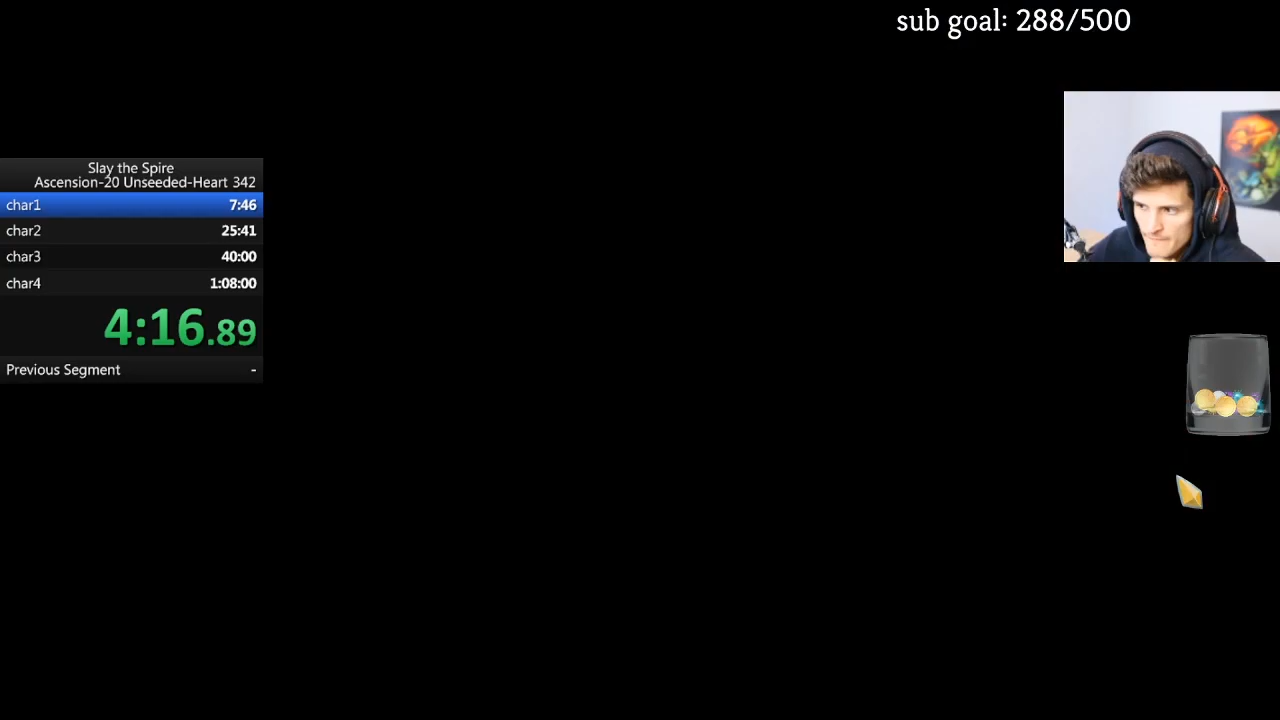 sub goal: 288/500
Slay the Spire
Ascension-20 Unseeded-Heart 342
char1 7:46
char2 25:41
char3 40:00
char4 1:08:00
4:16.89
Previous Segment -